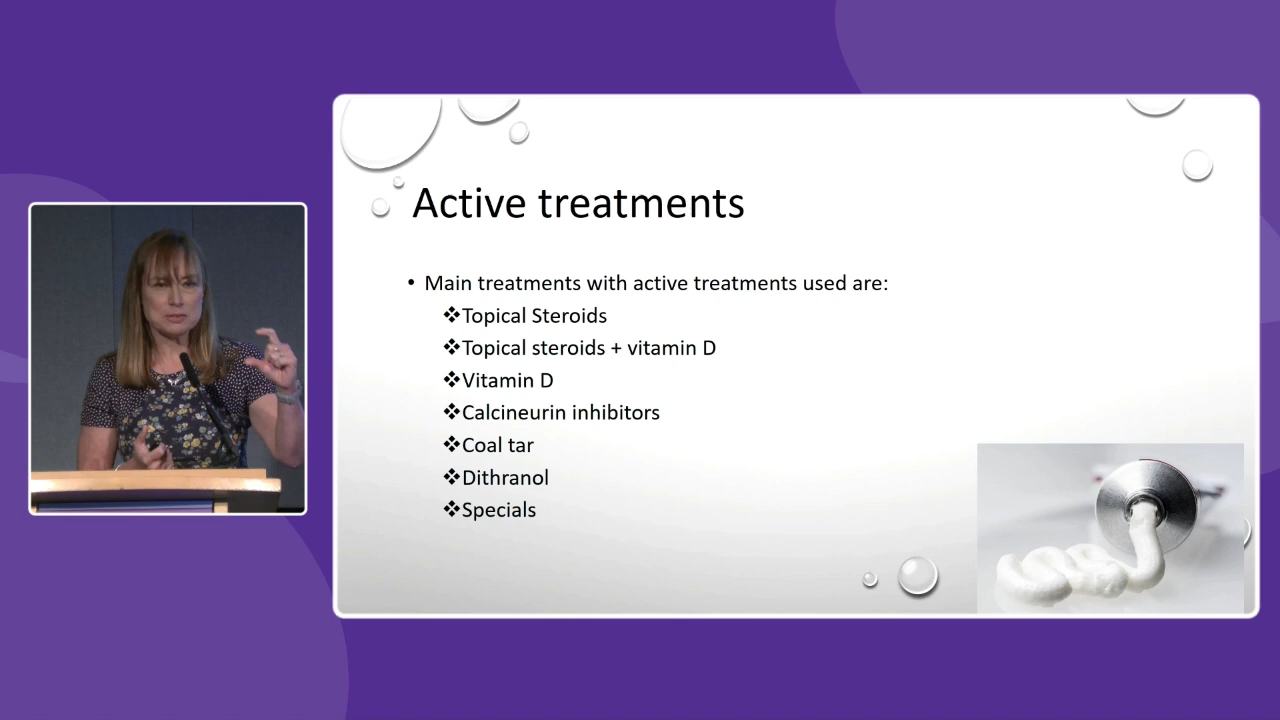 Active treatments
• Main treatments with active treatments used are:
❖Topical Steroids
❖Topical steroids + vitamin D
❖Vitamin D
❖Calcineurin inhibitors
❖Coal tar
❖Dithranol
❖Specials